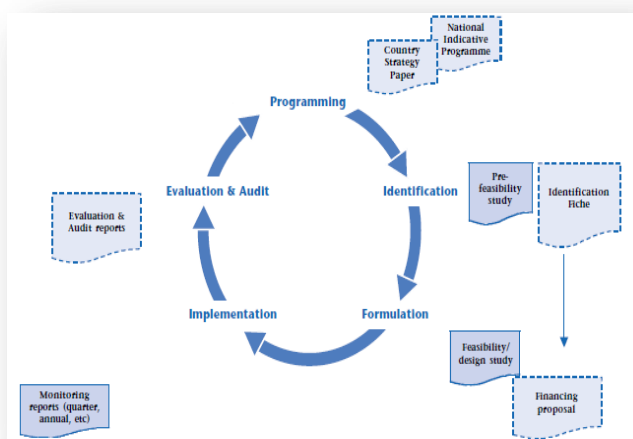 National
Indicative
Programme
Country
Strategy
Paper
Programming
Evaluation & Audit
Identification
Pre-
feasibility
study
Identification
Fiche
Evaluation &
Audit reports
Implementation
Formulation
Feasibility/
design study
Financing
proposal
Monitoring
reports (quarter,
annual, etc)